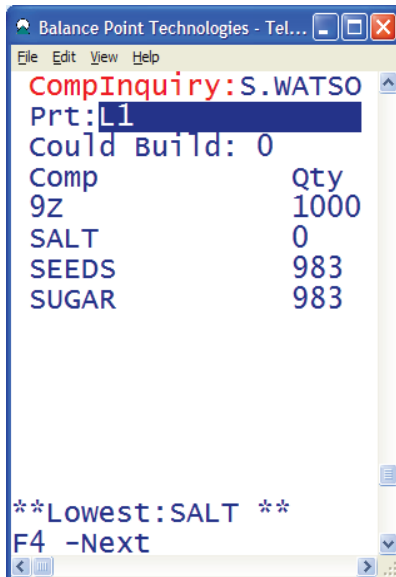 Balance Point Technologies - Tel...
File Edit View Help
CompInquiry:S.WATSO
Prt:L1
Could Build: 0
Comp Qty
9Z 1000
SALT 0
SEEDS 983
SUGAR 983
**Lowest:SALT **
F4 -Next